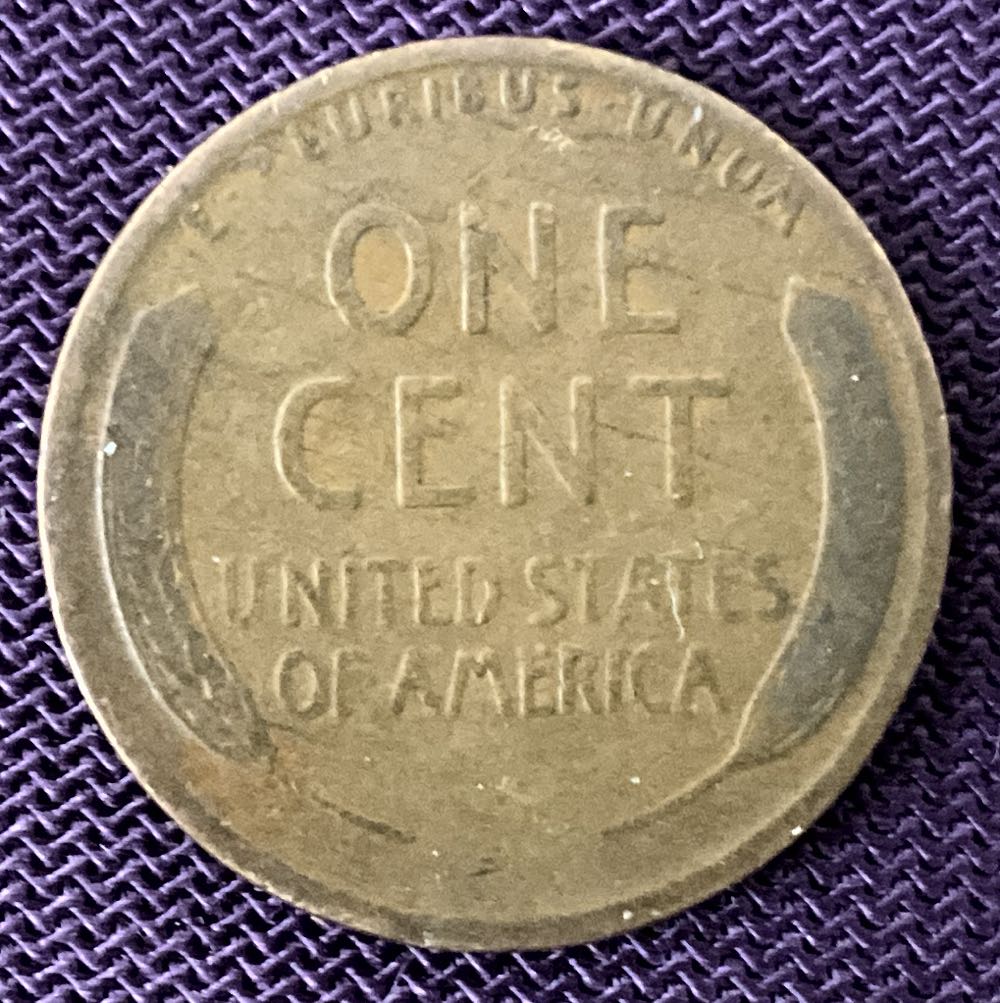 E · PLURIBUS · UNUM
ONE
CENT
UNITED STATES
OF AMERICA